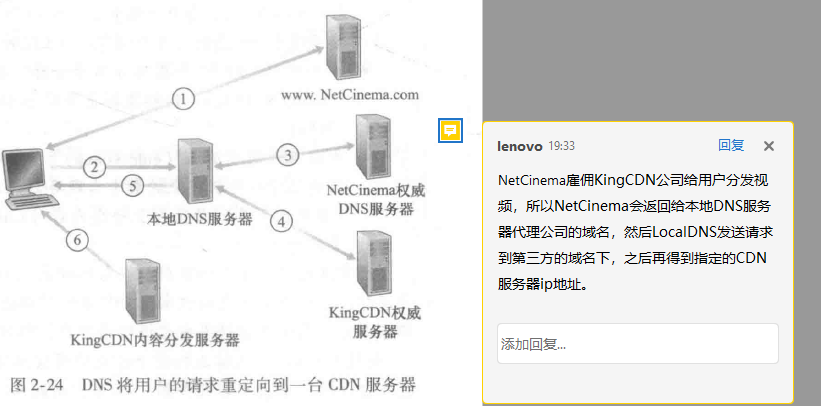 www. NetCinema.com
①
②
③
⑤
NetCinema权威
DNS服务器
本地DNS服务器
④
⑥
KingCDN权威
服务器
KingCDN内容分发服务器
图 2-24 DNS 将用户的请求重定向到一台 CDN 服务器
lenovo 19:33 回复
NetCinema雇佣KingCDN公司给用户分发视
频，所以NetCinema会返回给本地DNS服务
器代理公司的域名，然后LocalDNS发送请求
到第三方的域名下，之后再得到指定的CDN
服务器ip地址。
添加回复...